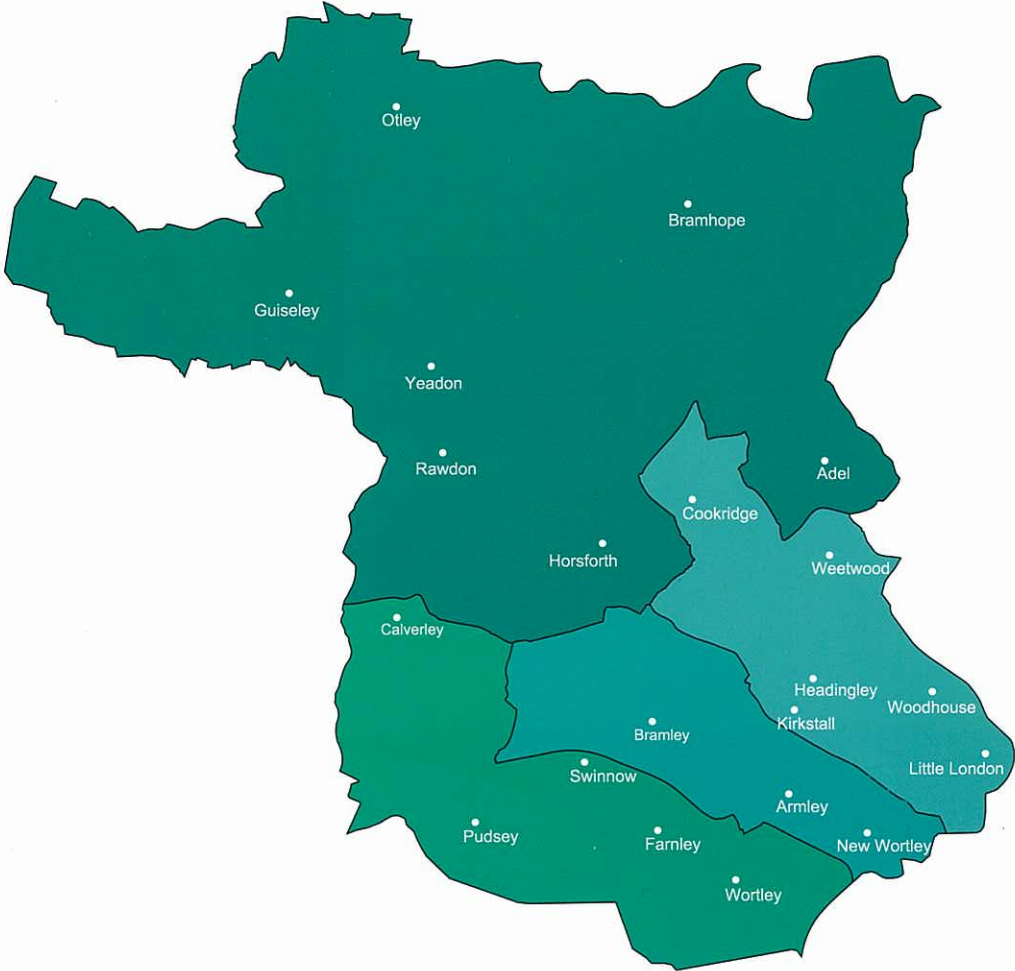 Otley
Bramhope
Guiseley
Yeadon
Rawdon
Adel
Cookridge
Horsforth
Weetwood
Calverley
Headingley
Woodhouse
Kirkstall
Bramley
Swinnow
Little London
Armley
Pudsey
Farnley
New Wortley
Wortley